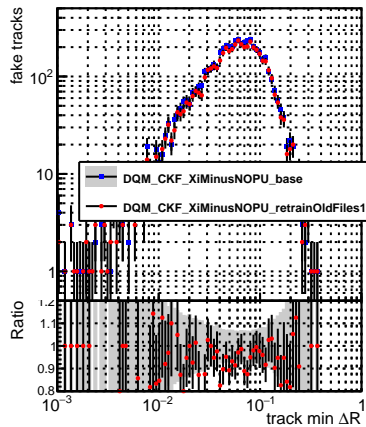 fake tracks
10²
10
1
DQM_CKF_XiMinusNOPU_base
DQM_CKF_XiMinusNOPU_retrainOldFiles1
Ratio
1.2
1.1
1
0.9
0.8
10⁻³ 10⁻² 10⁻¹ 1
track min ΔR